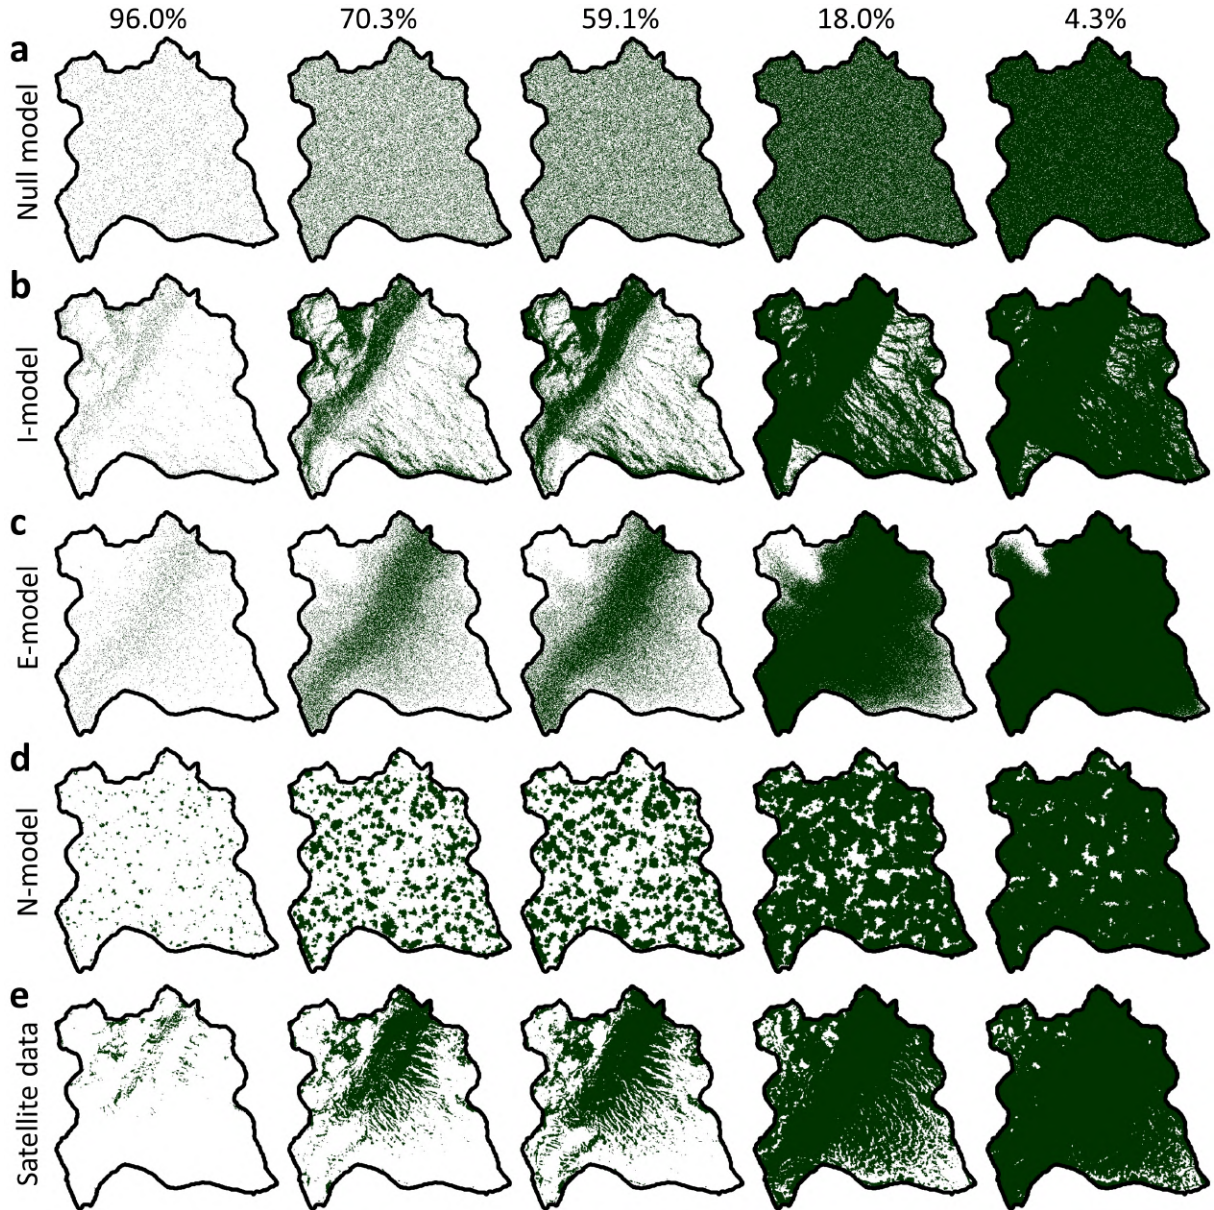 96.0% 70.3% 59.1% 18.0% 4.3%
a
Null model
b
I-model
c
E-model
d
N-model
e
Satellite data